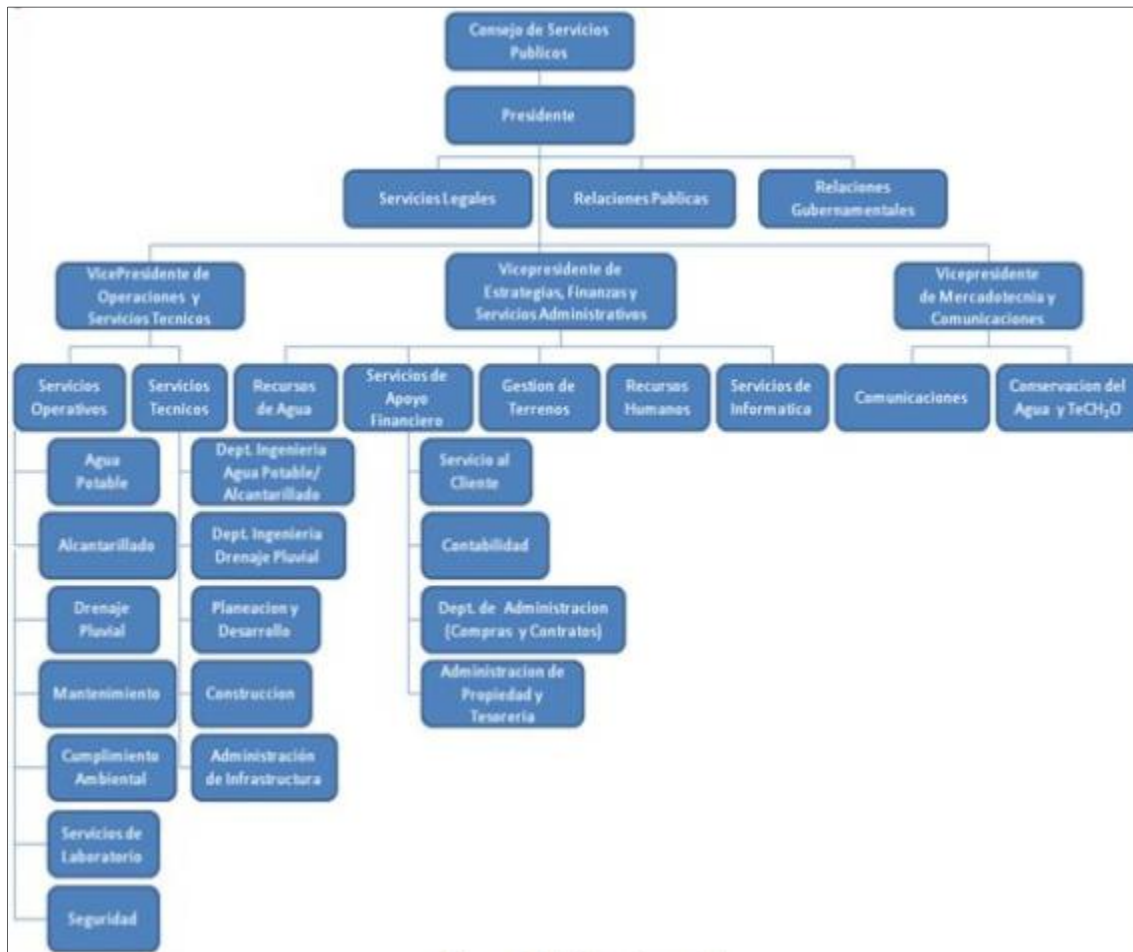 Consejo de Servicios
Publicos
Presidente
Servicios Legales
Relaciones Publicas
Relaciones
Gubernamentales
VicePresidente de
Operaciones y
Servicios Tecnicos
Vicepresidente de
Estrategias, Finanzas y
Servicios Administrativos
Vicepresidente
de Mercadotecnia y
Comunicaciones
Servicios
Operativos
Servicios
Tecnicos
Recursos
de Agua
Servicios de
Apoyo
Financiero
Gestion de
Terrenos
Recursos
Humanos
Servicios de
Informatica
Comunicaciones
Conservacion del
Agua y TeCH₂O
Agua
Potable
Alcantarillado
Drenaje
Pluvial
Mantenimiento
Cumplimiento
Ambiental
Servicios de
Laboratorio
Seguridad
Dept. Ingenieria
Agua Potable/
Alcantarillado
Dept. Ingenieria
Drenaje Pluvial
Planeacion y
Desarrollo
Construccion
Administración
de Infrastructura
Servicio al
Cliente
Contabilidad
Dept. de Administracion
(Compras y Contratos)
Administracion de
Propiedad y
Tesoreria